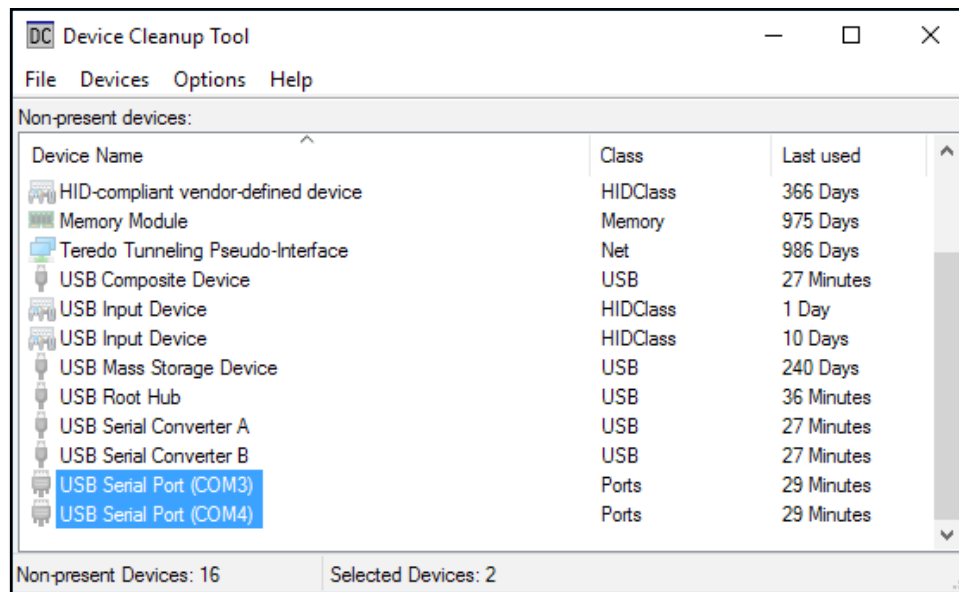 DC Device Cleanup Tool
File Devices Options Help
Non-present devices:
Device Name Class Last used
HID-compliant vendor-defined device HIDClass 366 Days
Memory Module Memory 975 Days
Teredo Tunneling Pseudo-Interface Net 986 Days
USB Composite Device USB 27 Minutes
USB Input Device HIDClass 1 Day
USB Input Device HIDClass 10 Days
USB Mass Storage Device USB 240 Days
USB Root Hub USB 36 Minutes
USB Serial Converter A USB 27 Minutes
USB Serial Converter B USB 27 Minutes
USB Serial Port (COM3) Ports 29 Minutes
USB Serial Port (COM4) Ports 29 Minutes
Non-present Devices: 16 Selected Devices: 2